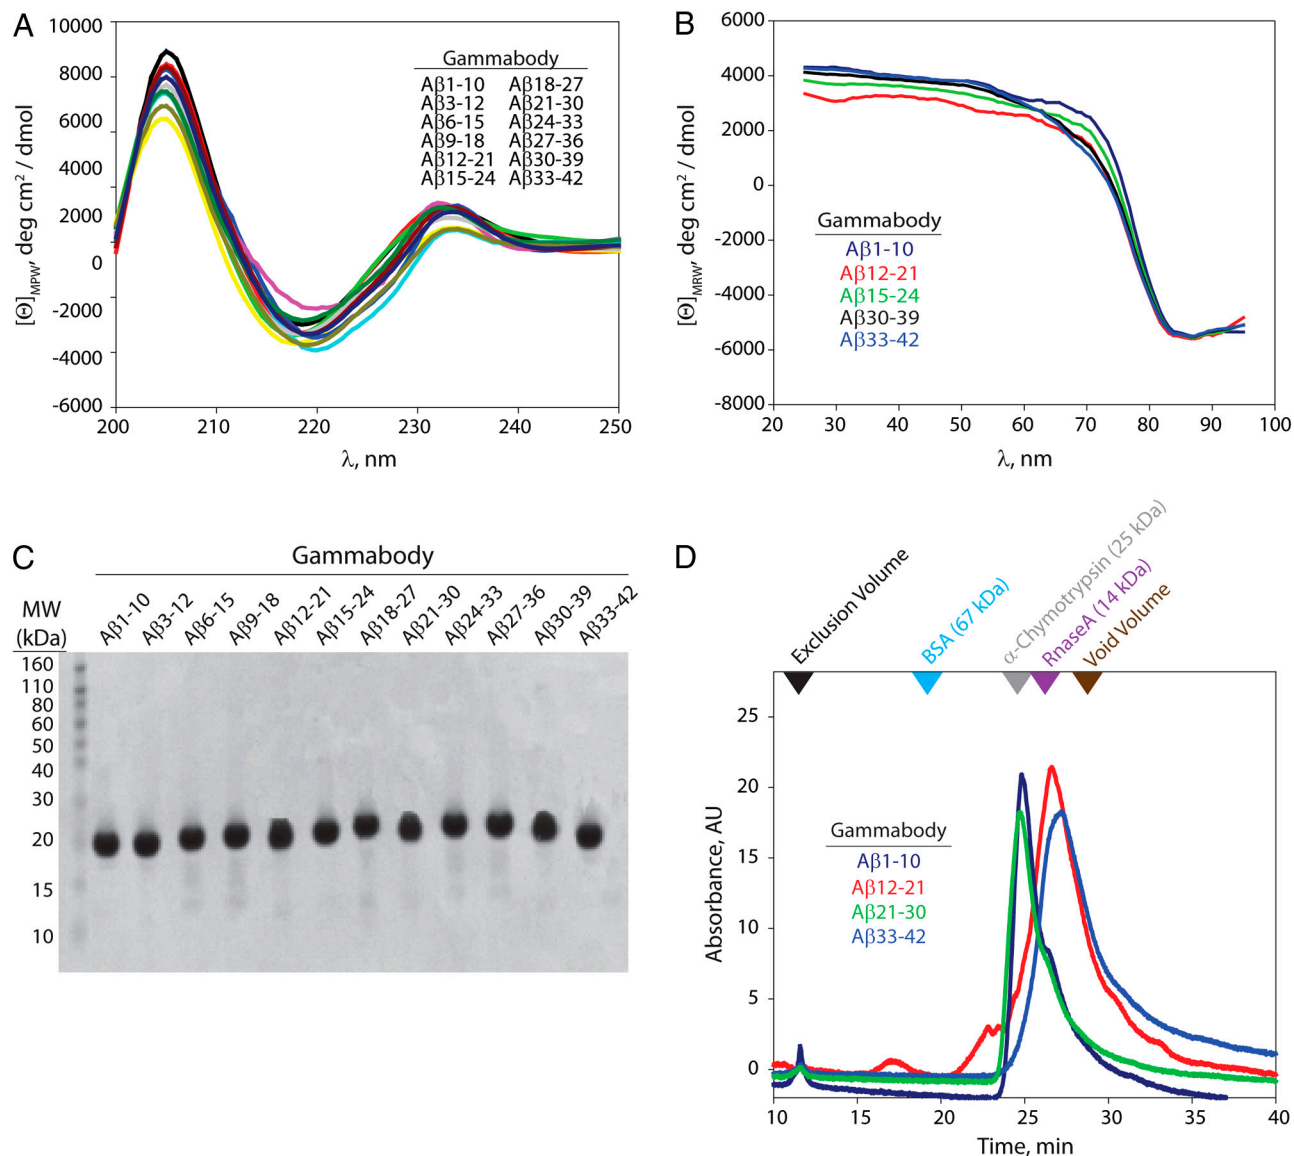 A
10000
8000
6000
4000
2000
0
-2000
-4000
-6000
[Θ]MPW, deg cm2 / dmol
200
210
220
230
240
250
λ, nm
Gammabody
Aβ1-10 Aβ18-27
Aβ3-12 Aβ21-30
Aβ6-15 Aβ24-33
Aβ9-18 Aβ27-36
Aβ12-21 Aβ30-39
Aβ15-24 Aβ33-42
B
6000
4000
2000
0
-2000
-4000
-6000
-8000
[Θ]MRW, deg cm2 / dmol
20
30
40
50
60
70
80
90
100
λ, nm
Gammabody
Aβ1-10
Aβ12-21
Aβ15-24
Aβ30-39
Aβ33-42
C
Gammabody
MW
(kDa)
Aβ1-10
Aβ3-12
Aβ6-15
Aβ9-18
Aβ12-21
Aβ15-24
Aβ18-27
Aβ21-30
Aβ24-33
Aβ27-36
Aβ30-39
Aβ33-42
160
110
80
60
50
40
30
20
15
10
D
Exclusion Volume
BSA (67 kDa)
α-Chymotrypsin (25 kDa)
RnaseA (14 kDa)
Void Volume
25
20
15
10
5
0
Absorbance, AU
Gammabody
Aβ1-10
Aβ12-21
Aβ21-30
Aβ33-42
10
15
20
25
30
35
40
Time, min